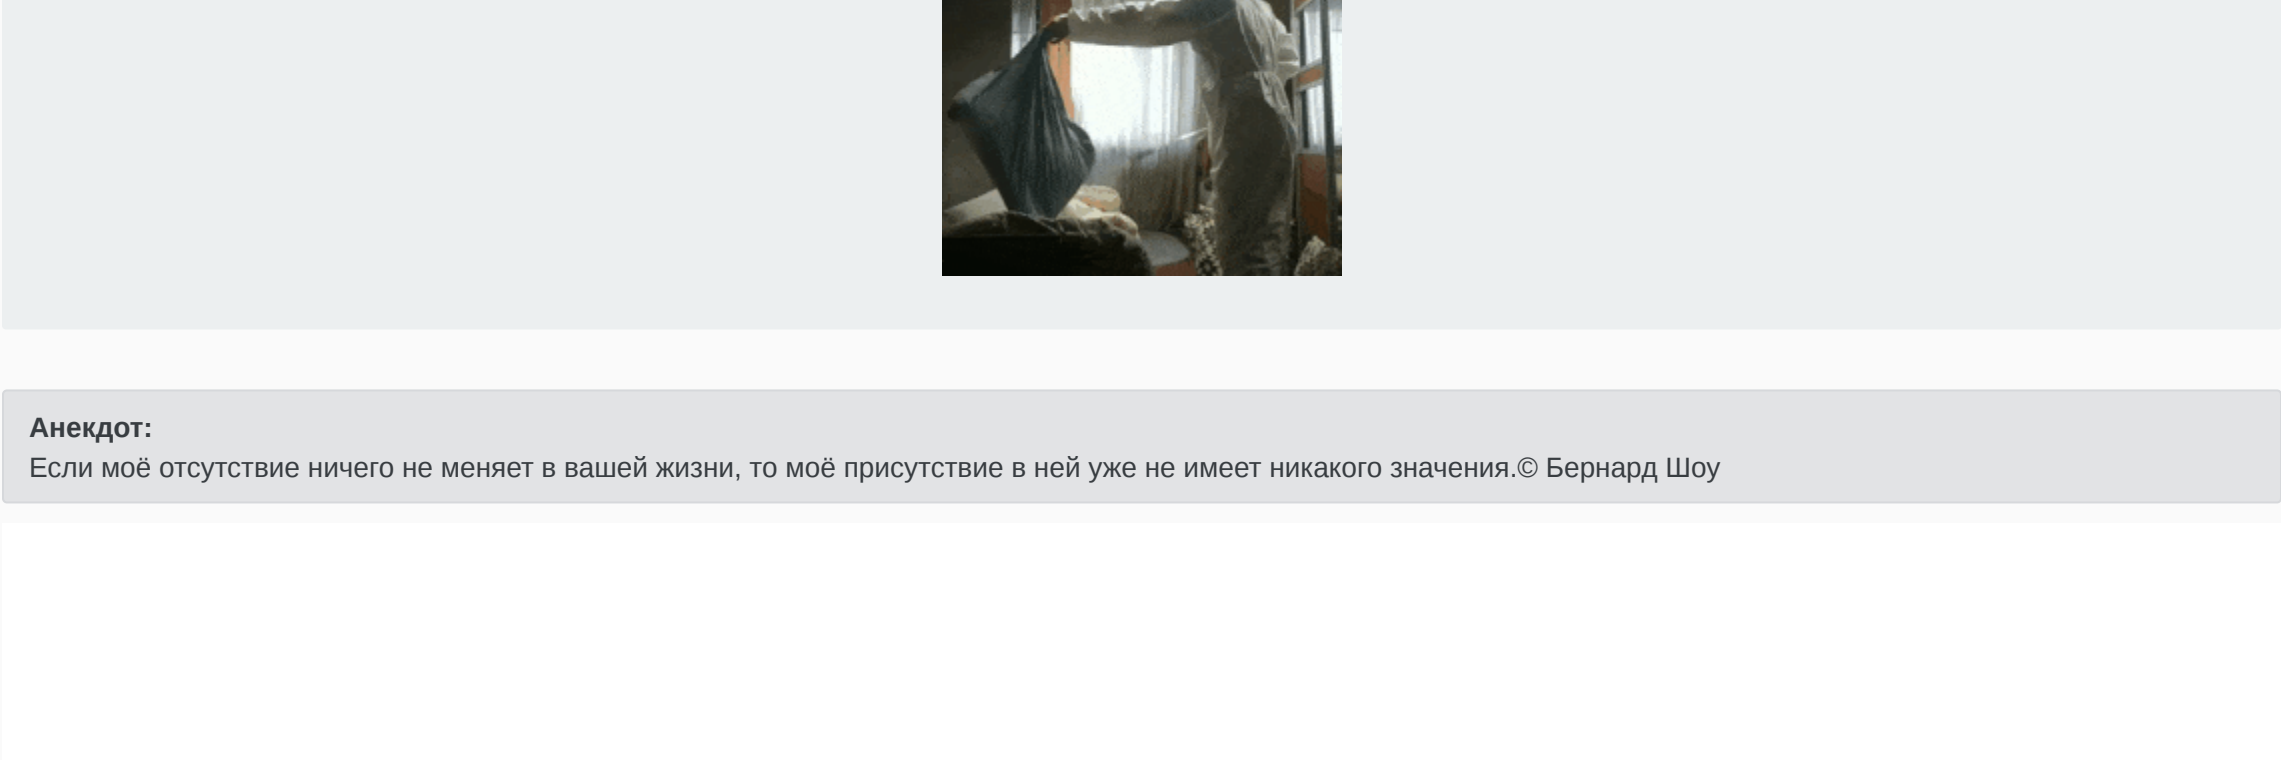 Анекдот:
Если моё отсутствие ничего не меняет в вашей жизни, то моё присутствие в ней уже не имеет никакого значения.© Бернард Шоу